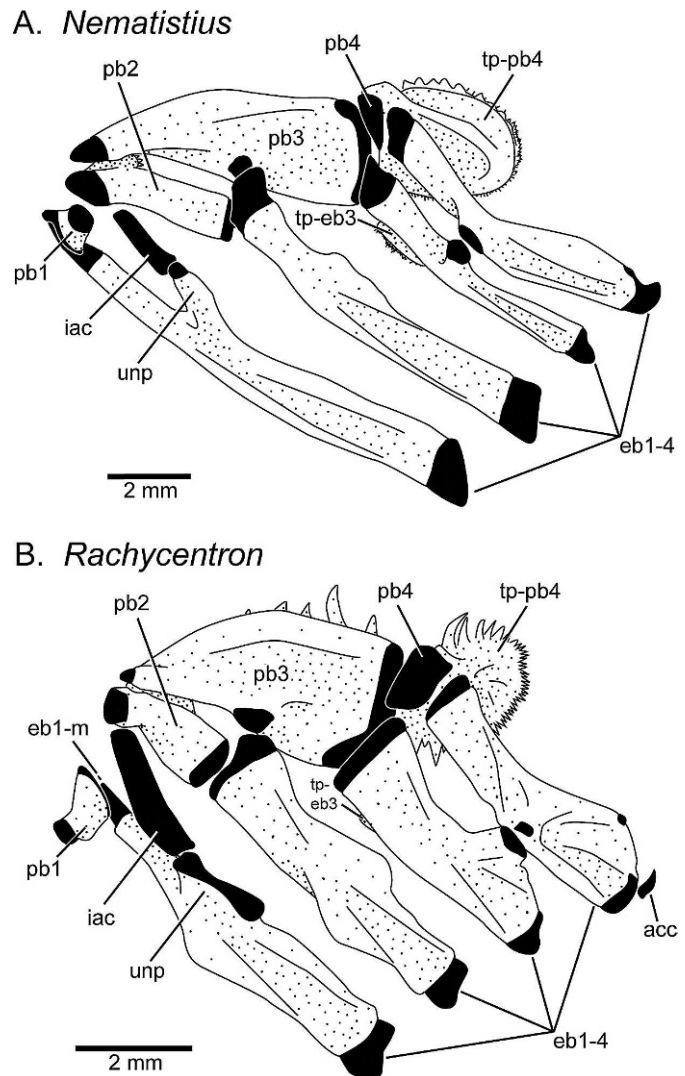 A. Nematistius
pb4
tp-pb4
pb2
pb3
tp-eb3
pb1
iac
unp
eb1-4
2 mm
B. Rachycentron
pb2
pb4
tp-pb4
pb3
eb1-m
tp-
eb3
pb1
iac
unp
acc
eb1-4
2 mm